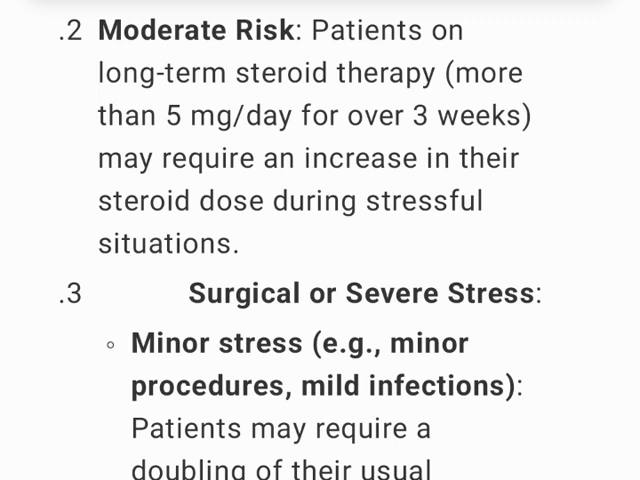 .2 Moderate Risk: Patients on
long-term steroid therapy (more
than 5 mg/day for over 3 weeks)
may require an increase in their
steroid dose during stressful
situations.
.3 Surgical or Severe Stress:
◦ Minor stress (e.g., minor
procedures, mild infections):
Patients may require a
doubling of their usual